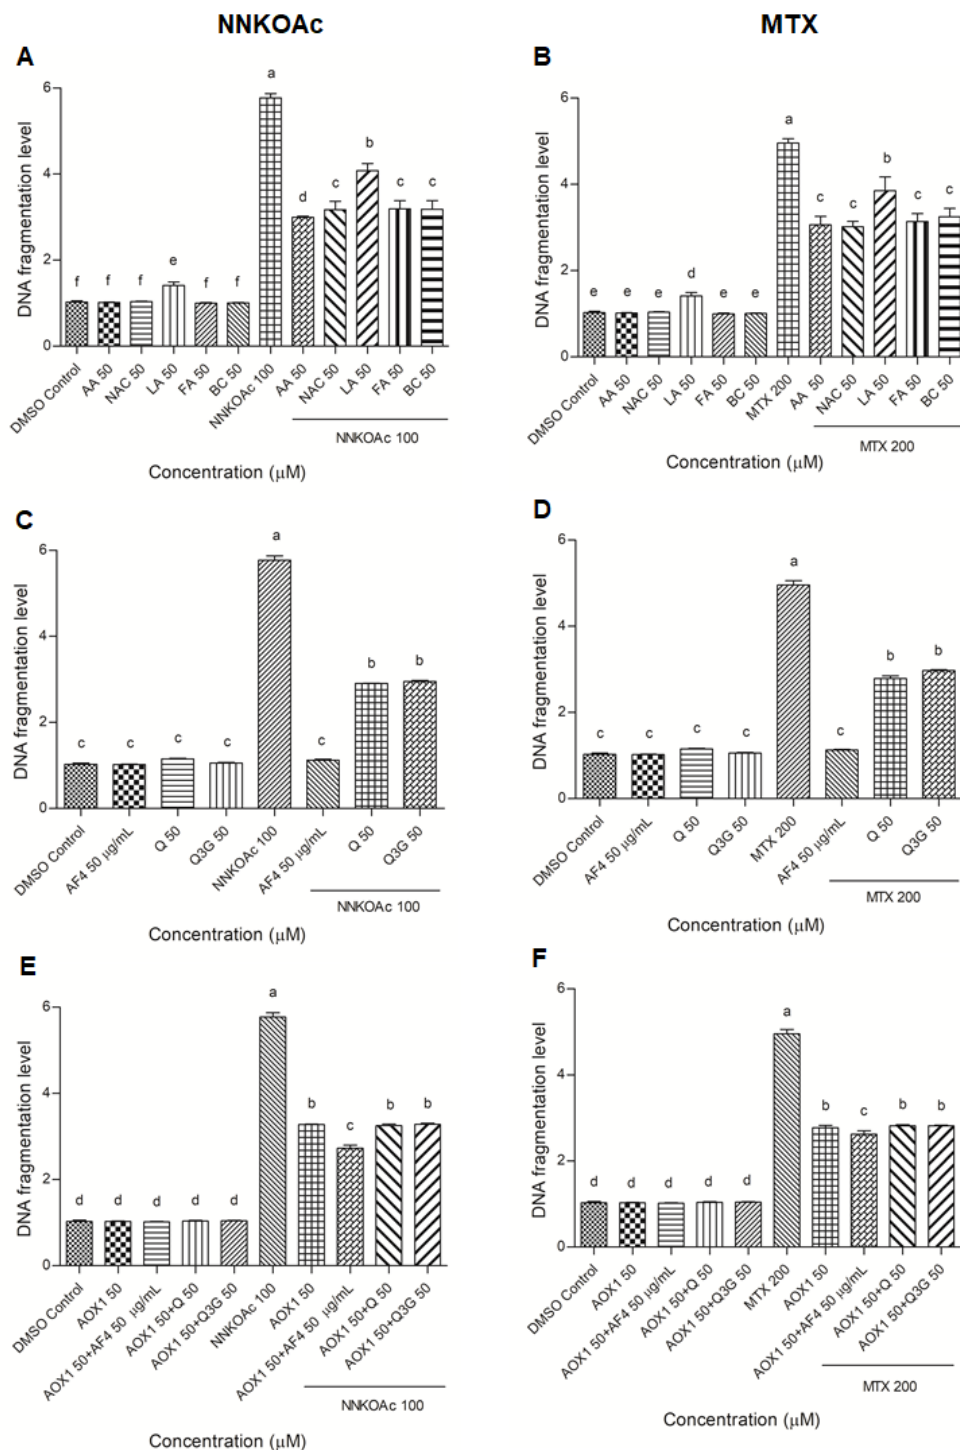 NNKOAc
MTX
A
DNA fragmentation level
6
4
2
0
a
b
c
c
c
d
e
f
f
f
f
f
DMSO Control
AA 50
NAC 50
LA 50
FA 50
BC 50
NNKOAc 100
AA 50
NAC 50
LA 50
FA 50
BC 50
NNKOAc 100
Concentration (μM)
B
DNA fragmentation level
6
4
2
0
a
b
c
c
c
c
d
e
e
e
e
e
DMSO Control
AA 50
NAC 50
LA 50
FA 50
BC 50
MTX 200
AA 50
NAC 50
LA 50
FA 50
BC 50
MTX 200
Concentration (μM)
C
DNA fragmentation level
6
4
2
0
a
b
b
c
c
c
c
c
DMSO Control
AF4 50 μg/mL
Q 50
Q3G 50
NNKOAc 100
AF4 50 μg/mL
Q 50
Q3G 50
NNKOAc 100
Concentration (μM)
D
DNA fragmentation level
6
4
2
0
a
b
b
c
c
c
c
c
DMSO Control
AF4 50 μg/mL
Q 50
Q3G 50
MTX 200
AF4 50 μg/mL
Q 50
Q3G 50
MTX 200
Concentration (μM)
E
DNA fragmentation level
6
4
2
0
a
b
c
b
b
d
d
d
d
d
DMSO Control
AOX1 50
AOX1 50+AF4 50 μg/mL
AOX1 50+Q 50
AOX1 50+Q3G 50
NNKOAc 100
AOX1 50
AOX1 50+AF4 50 μg/mL
AOX1 50+Q 50
AOX1 50+Q3G 50
NNKOAc 100
Concentration (μM)
F
DNA fragmentation level
6
4
2
0
a
b
c
b
b
d
d
d
d
d
DMSO Control
AOX1 50
AOX1 50+AF4 50 μg/mL
AOX1 50+Q 50
AOX1 50+Q3G 50
MTX 200
AOX1 50
AOX1 50+AF4 50 μg/mL
AOX1 50+Q 50
AOX1 50+Q3G 50
MTX 200
Concentration (μM)